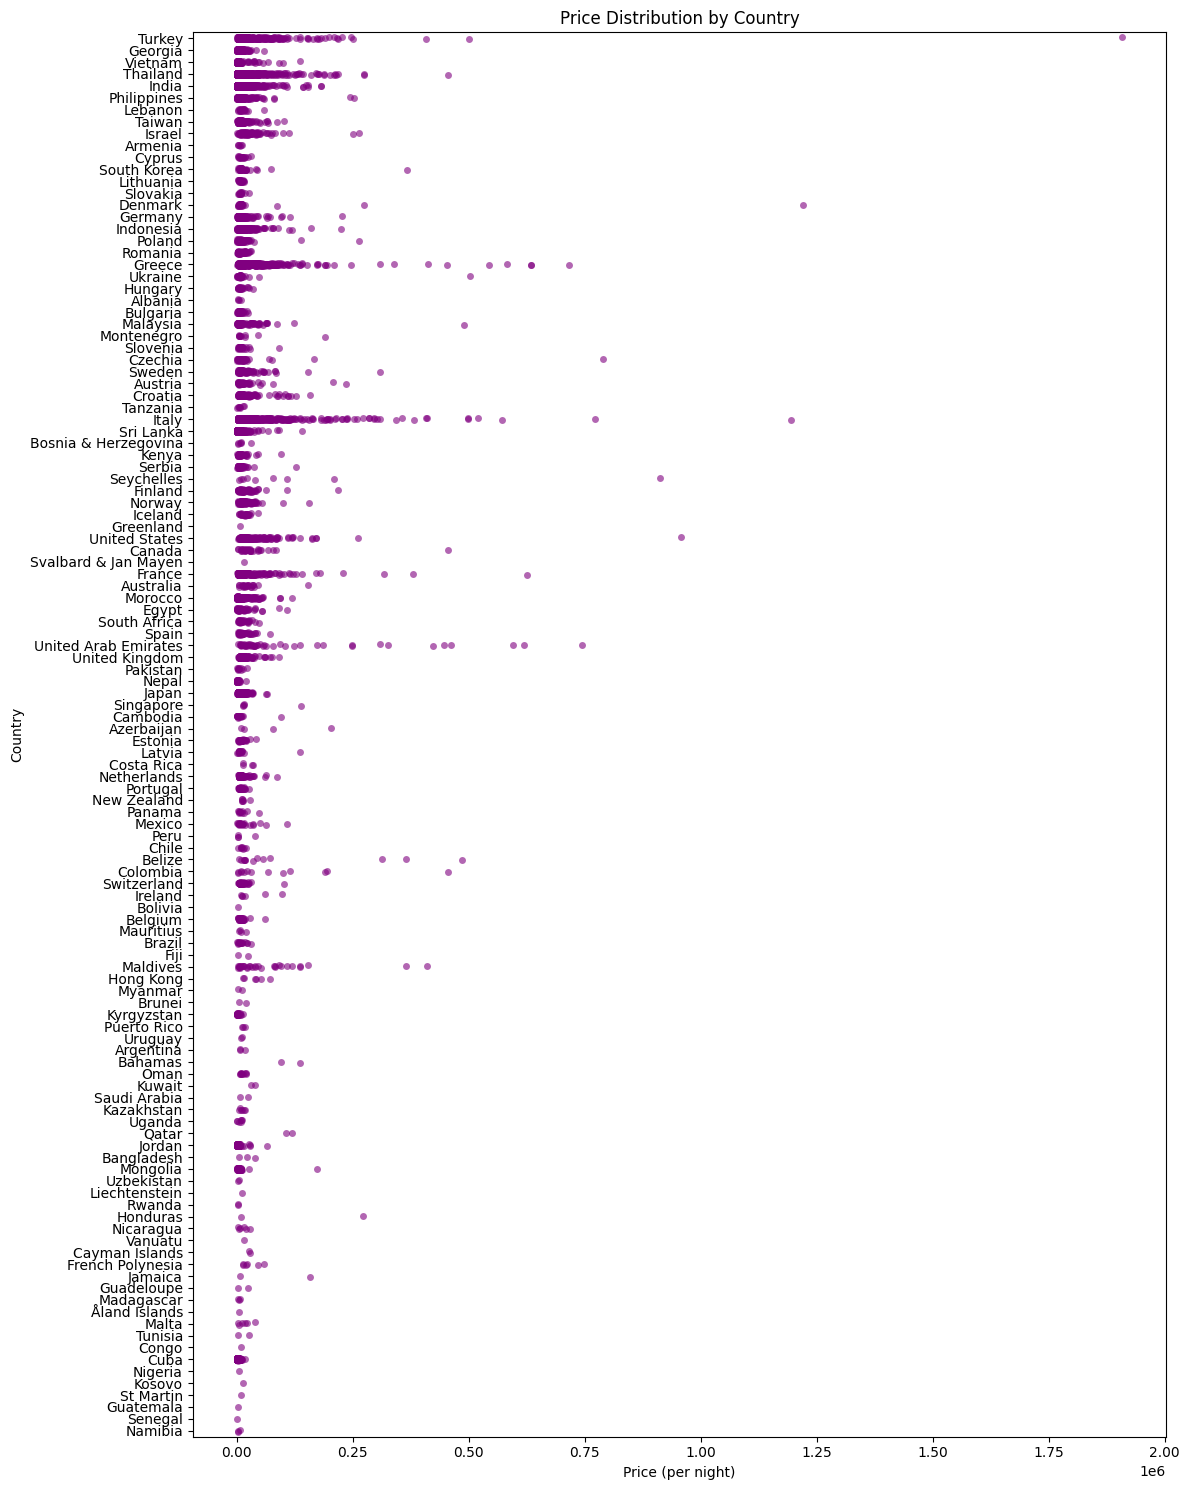 Price Distribution by Country
Turkey
Georgia
Vietnam
Thailand
India
Philippines
Lebanon
Taiwan
Israel
Armenia
Cyprus
South Korea
Lithuania
Slovakia
Denmark
Germany
Indonesia
Poland
Romania
Greece
Ukraine
Hungary
Albania
Bulgaria
Malaysia
Montenegro
Slovenia
Czechia
Sweden
Austria
Croatia
Tanzania
Italy
Sri Lanka
Bosnia & Herzegovina
Kenya
Serbia
Seychelles
Finland
Norway
Iceland
Greenland
United States
Canada
Svalbard & Jan Mayen
France
Australia
Morocco
Egypt
South Africa
Spain
United Arab Emirates
United Kingdom
Pakistan
Nepal
Japan
Singapore
Cambodia
Azerbaijan
Estonia
Latvia
Costa Rica
Netherlands
Portugal
New Zealand
Panama
Mexico
Peru
Chile
Belize
Colombia
Switzerland
Ireland
Bolivia
Belgium
Mauritius
Brazil
Fiji
Maldives
Hong Kong
Myanmar
Brunei
Kyrgyzstan
Puerto Rico
Uruguay
Argentina
Bahamas
Oman
Kuwait
Saudi Arabia
Kazakhstan
Uganda
Qatar
Jordan
Bangladesh
Mongolia
Uzbekistan
Liechtenstein
Rwanda
Honduras
Nicaragua
Vanuatu
Cayman Islands
French Polynesia
Jamaica
Guadeloupe
Madagascar
Åland Islands
Malta
Tunisia
Congo
Cuba
Nigeria
Kosovo
St Martin
Guatemala
Senegal
Namibia
Country
0.00 0.25 0.50 0.75 1.00 1.25 1.50 1.75 2.00
1e6
Price (per night)